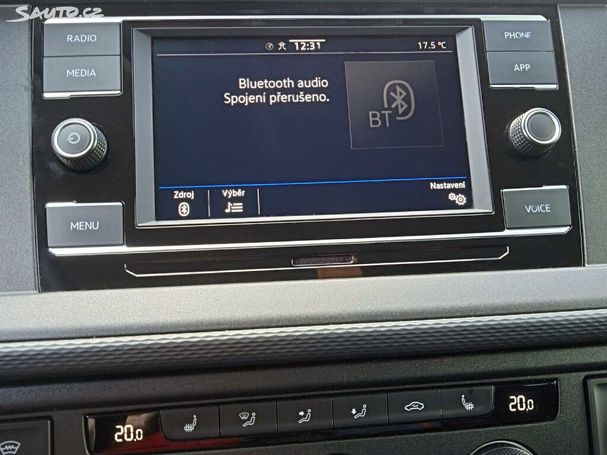 Sauto.cz
RADIO
MEDIA
MENU
12:31
17.5 °C
Bluetooth audio
Spojení přerušeno.
BT
Zdroj
Výběr
Nastavení
PHONE
APP
VOICE
20.0
20.0